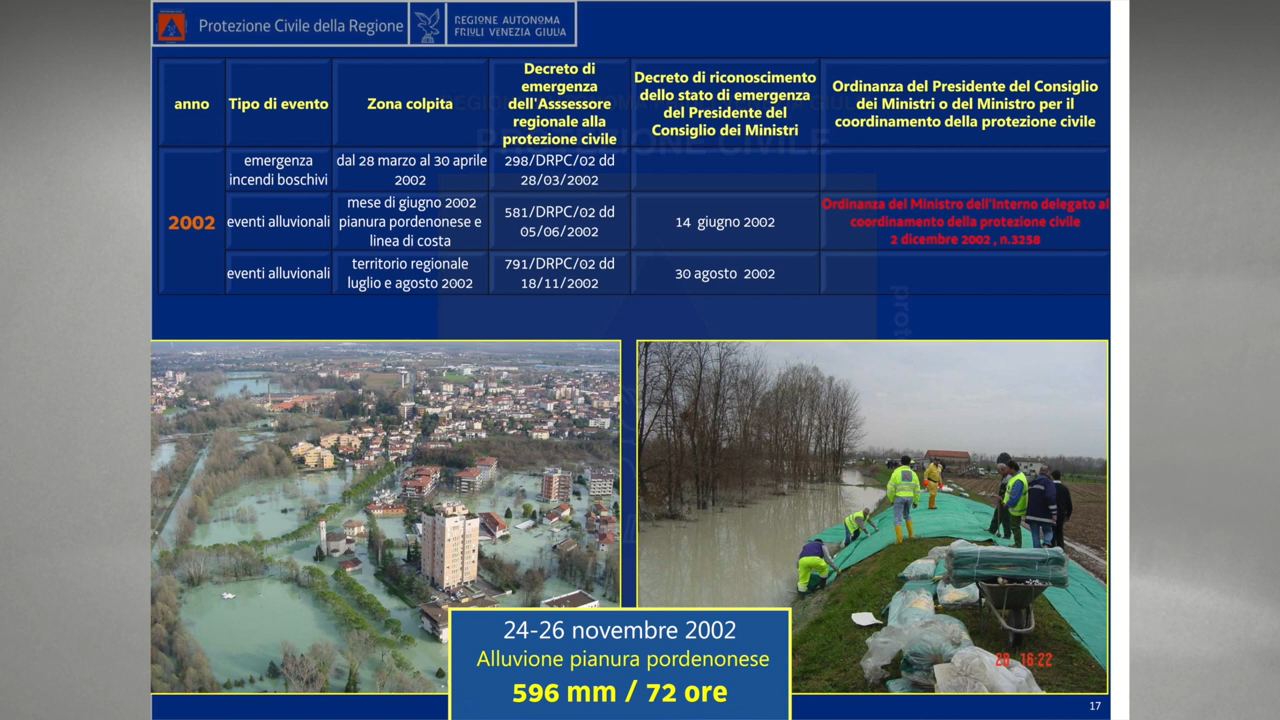 Protezione Civile della Regione
REGIONE AUTONOMA
FRIULI VENEZIA GIULIA
anno
Tipo di evento
Zona colpita
Decreto di
emergenza
dell'Asssessore
regionale alla
protezione civile
Decreto di riconoscimento
dello stato di emergenza
del Presidente del
Consiglio dei Ministri
Ordinanza del Presidente del Consiglio
dei Ministri o del Ministro per il
coordinamento della protezione civile
2002
emergenza
incendi boschivi
dal 28 marzo al 30 aprile
2002
298/DRPC/02 dd
28/03/2002
eventi alluvionali
mese di giugno 2002
pianura pordenonese e
linea di costa
581/DRPC/02 dd
05/06/2002
14 giugno 2002
Ordinanza del Ministro dell'Interno delegato al
coordinamento della protezione civile
2 dicembre 2002 , n.3258
eventi alluvionali
territorio regionale
luglio e agosto 2002
791/DRPC/02 dd
18/11/2002
30 agosto 2002
PROTEZIONE CIVILE
prot
28 16:22
24-26 novembre 2002
Alluvione pianura pordenonese
596 mm / 72 ore
17